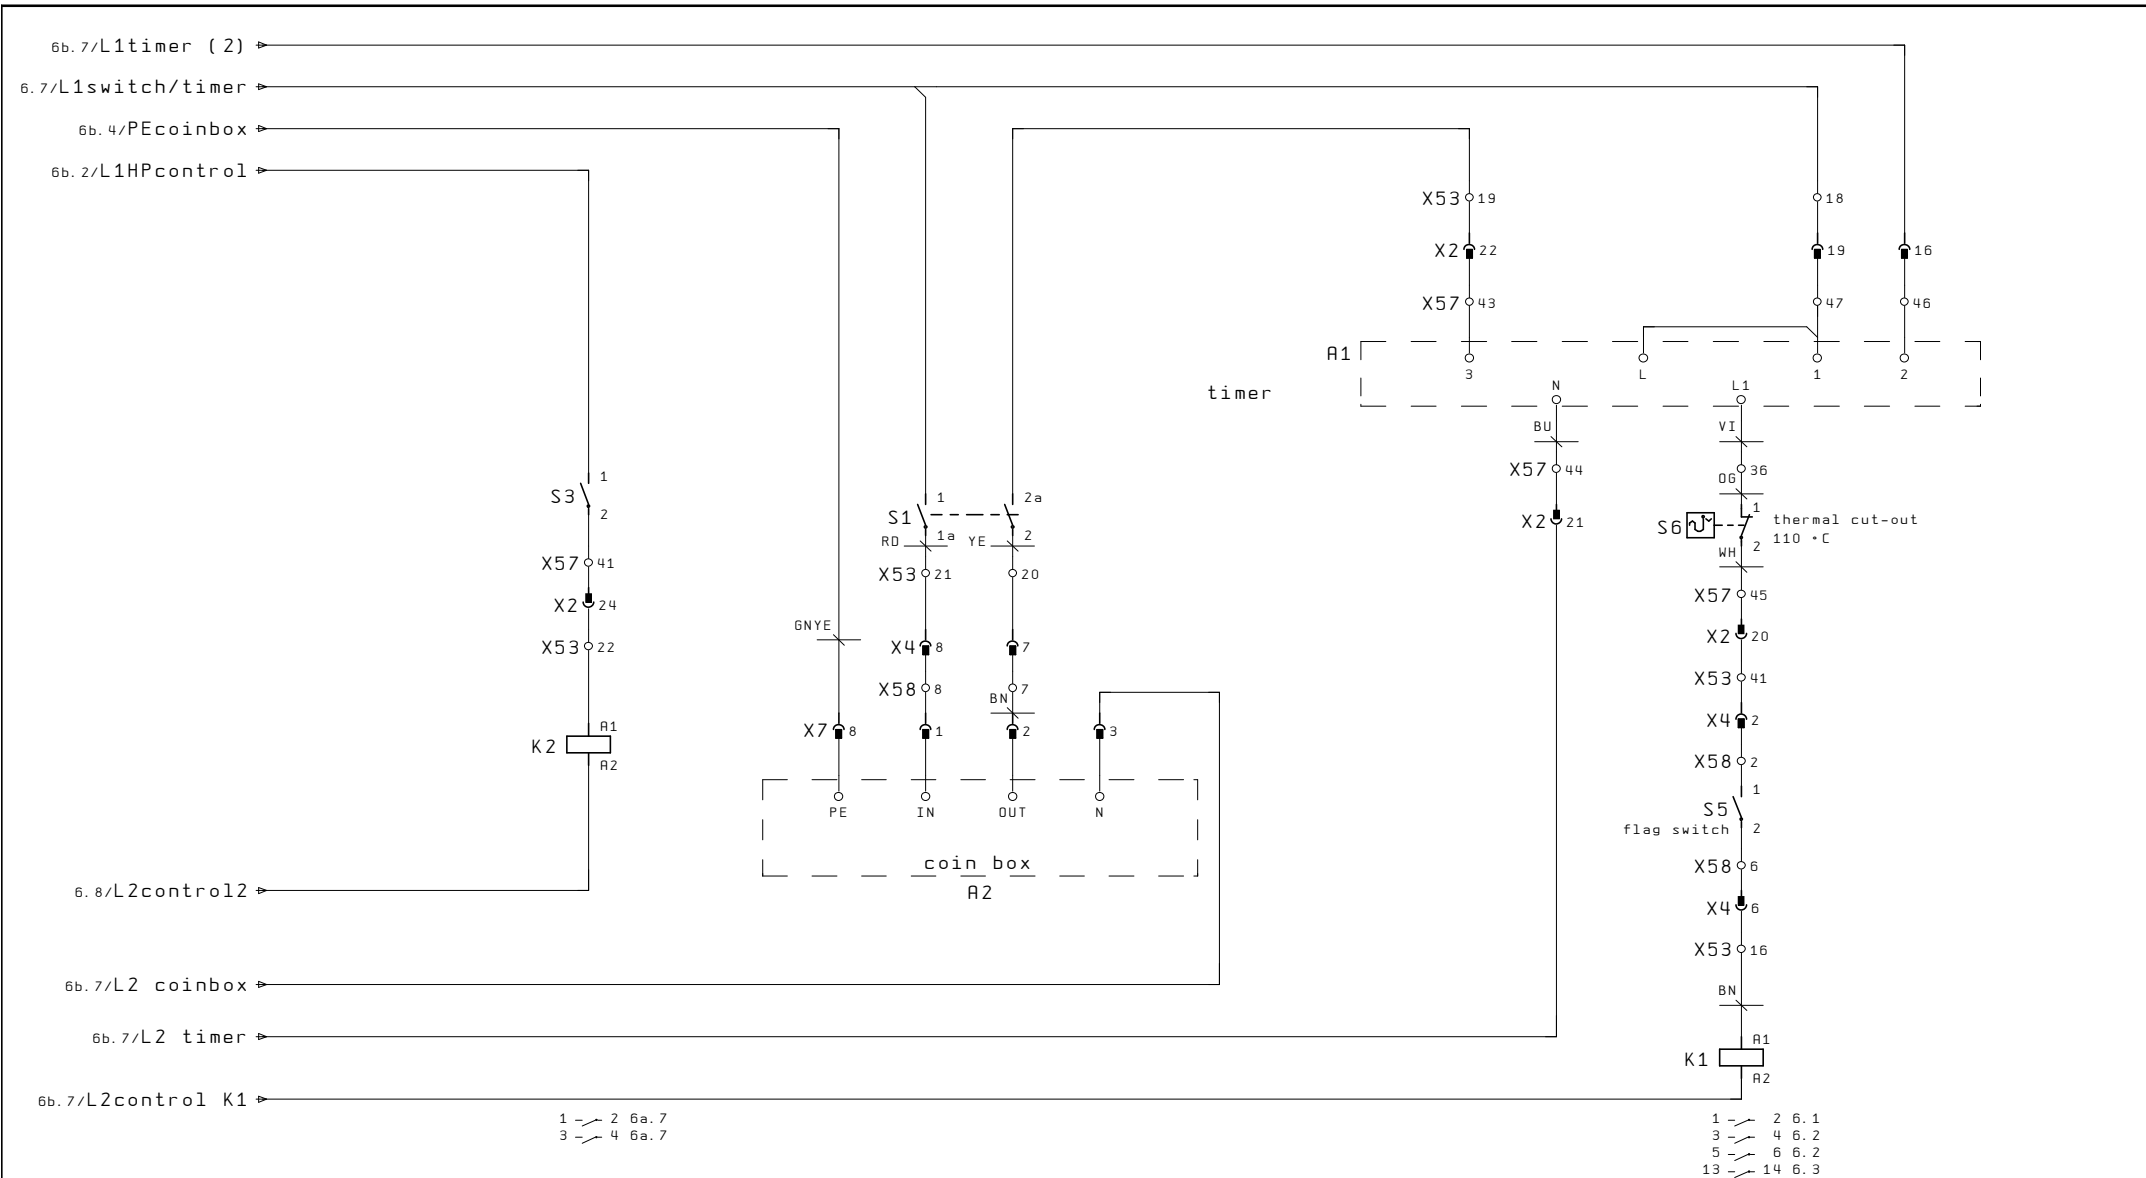 6b.7/L1timer (2)
6.7/L1switch/timer
6b.4/PEcoinbox
6b.2/L1HPcontrol
X53 19
18
X2 22
19
16
X57 43
47
46
A1
3
L
1
2
timer
N
L1
BU
VI
X57 44
36
OG
S3
1
2
S1
1
1a
2a
2
RD
YE
X2 21
S6
1
2
thermal cut-out
110 °C
WH
X57 41
X53 21
20
X57 45
X2 24
X2 20
GNYE
X53 22
X4 8
7
X53 41
X58 8
7
BN
X4 2
X7 8
1
2
3
K2
A1
A2
X58 2
PE
IN
OUT
N
S5
1
2
flag switch
coin box
A2
X58 6
6.8/L2control2
X4 6
X53 16
6b.7/L2 coinbox
BN
6b.7/L2 timer
K1
A1
A2
6b.7/L2control K1
1 2 6a.7
3 4 6a.7
1 2 6.1
3 4 6.2
5 6 6.2
13 14 6.3